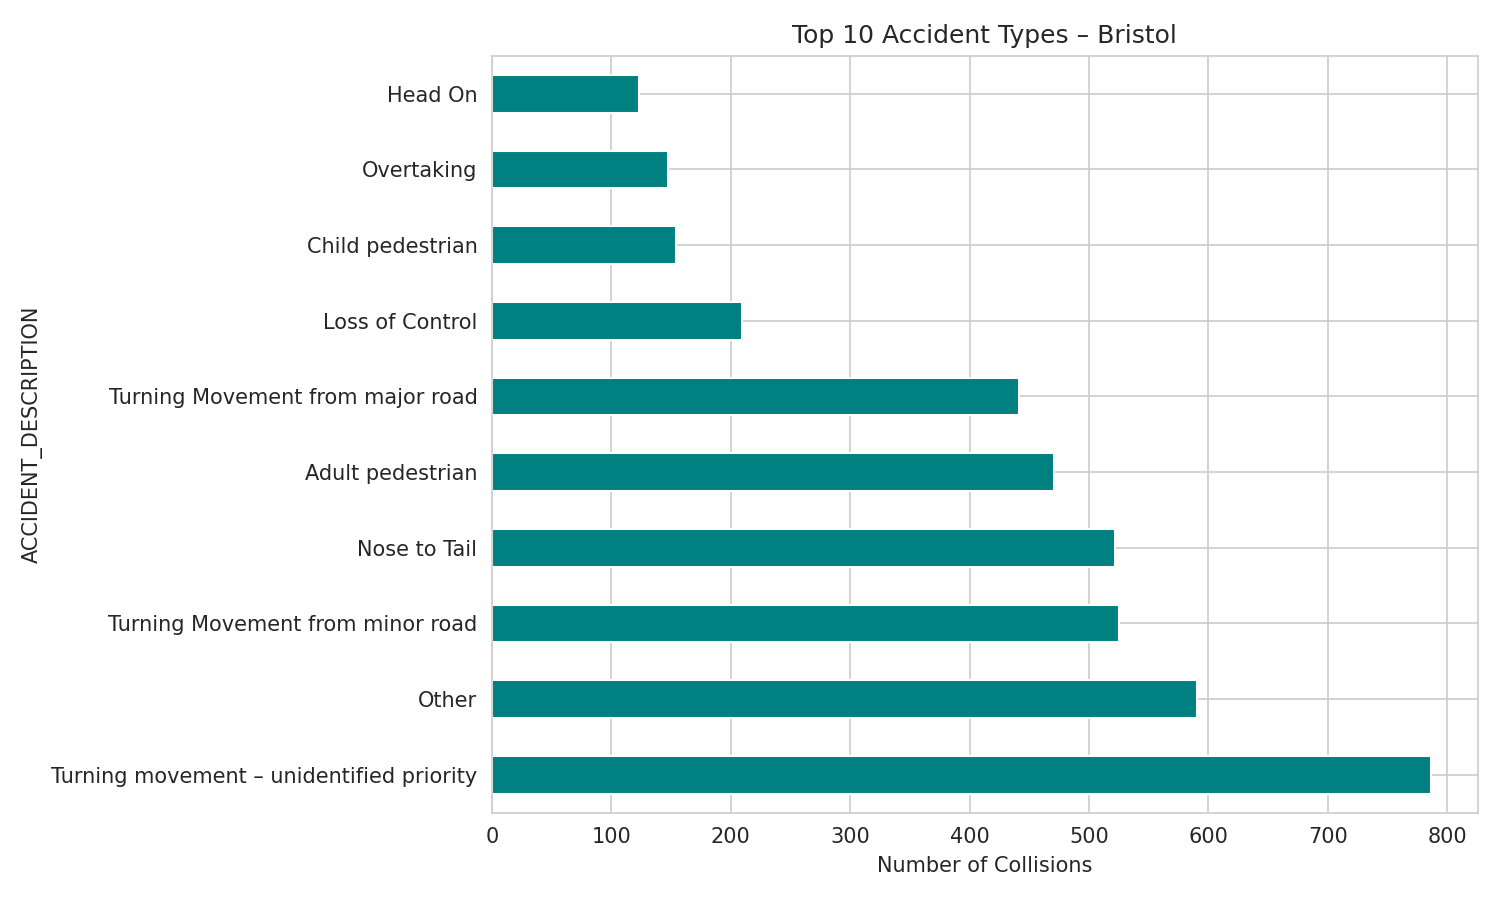 Top 10 Accident Types – Bristol
Head On
Overtaking
Child pedestrian
Loss of Control
Turning Movement from major road
Adult pedestrian
Nose to Tail
Turning Movement from minor road
Other
Turning movement – unidentified priority
ACCIDENT_DESCRIPTION
0 100 200 300 400 500 600 700 800
Number of Collisions